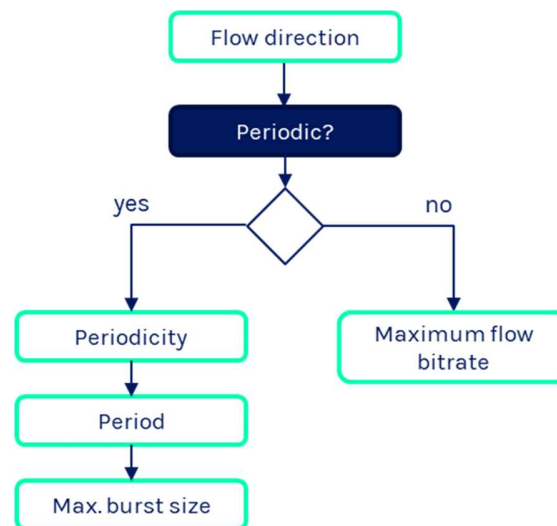 Flow direction
Periodic?
yes
no
Periodicity
Maximum flow
bitrate
Period
Max. burst size